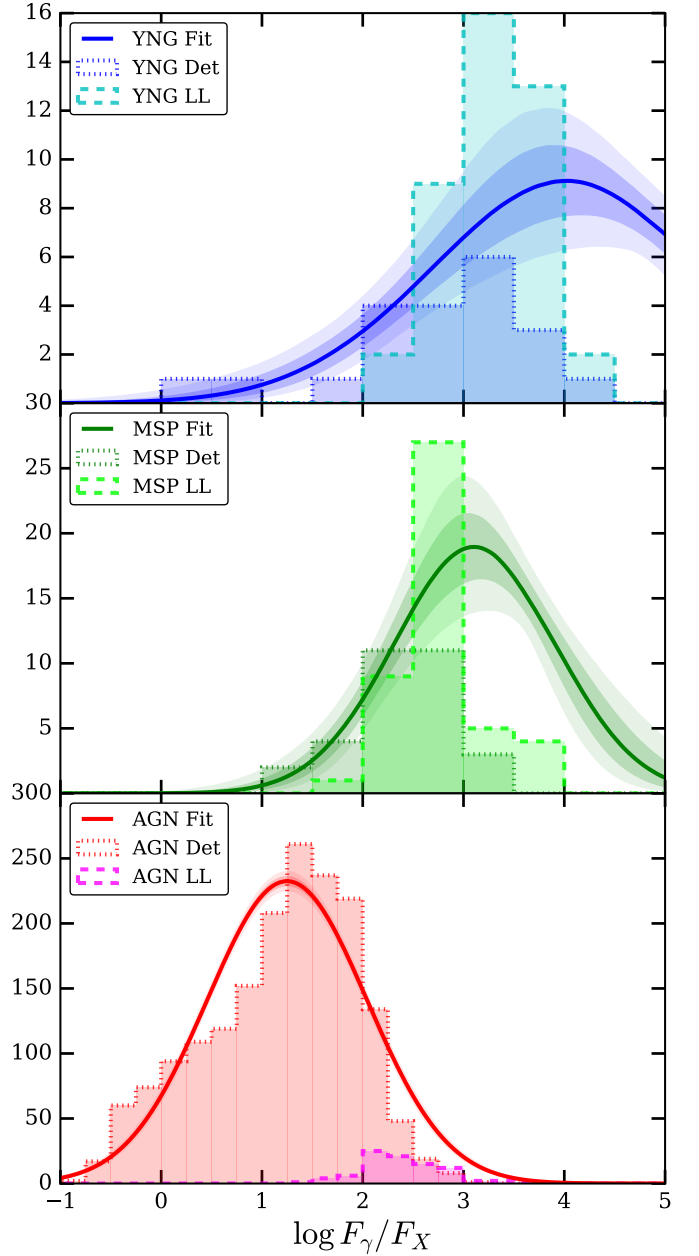 16
14
12
10
8
6
4
2
YNG Fit
YNG Det
YNG LL
30
25
20
15
10
5
MSP Fit
MSP Det
MSP LL
300
250
200
150
100
50
0
AGN Fit
AGN Det
AGN LL
−1 0 1 2 3 4 5
log F_γ/F_X